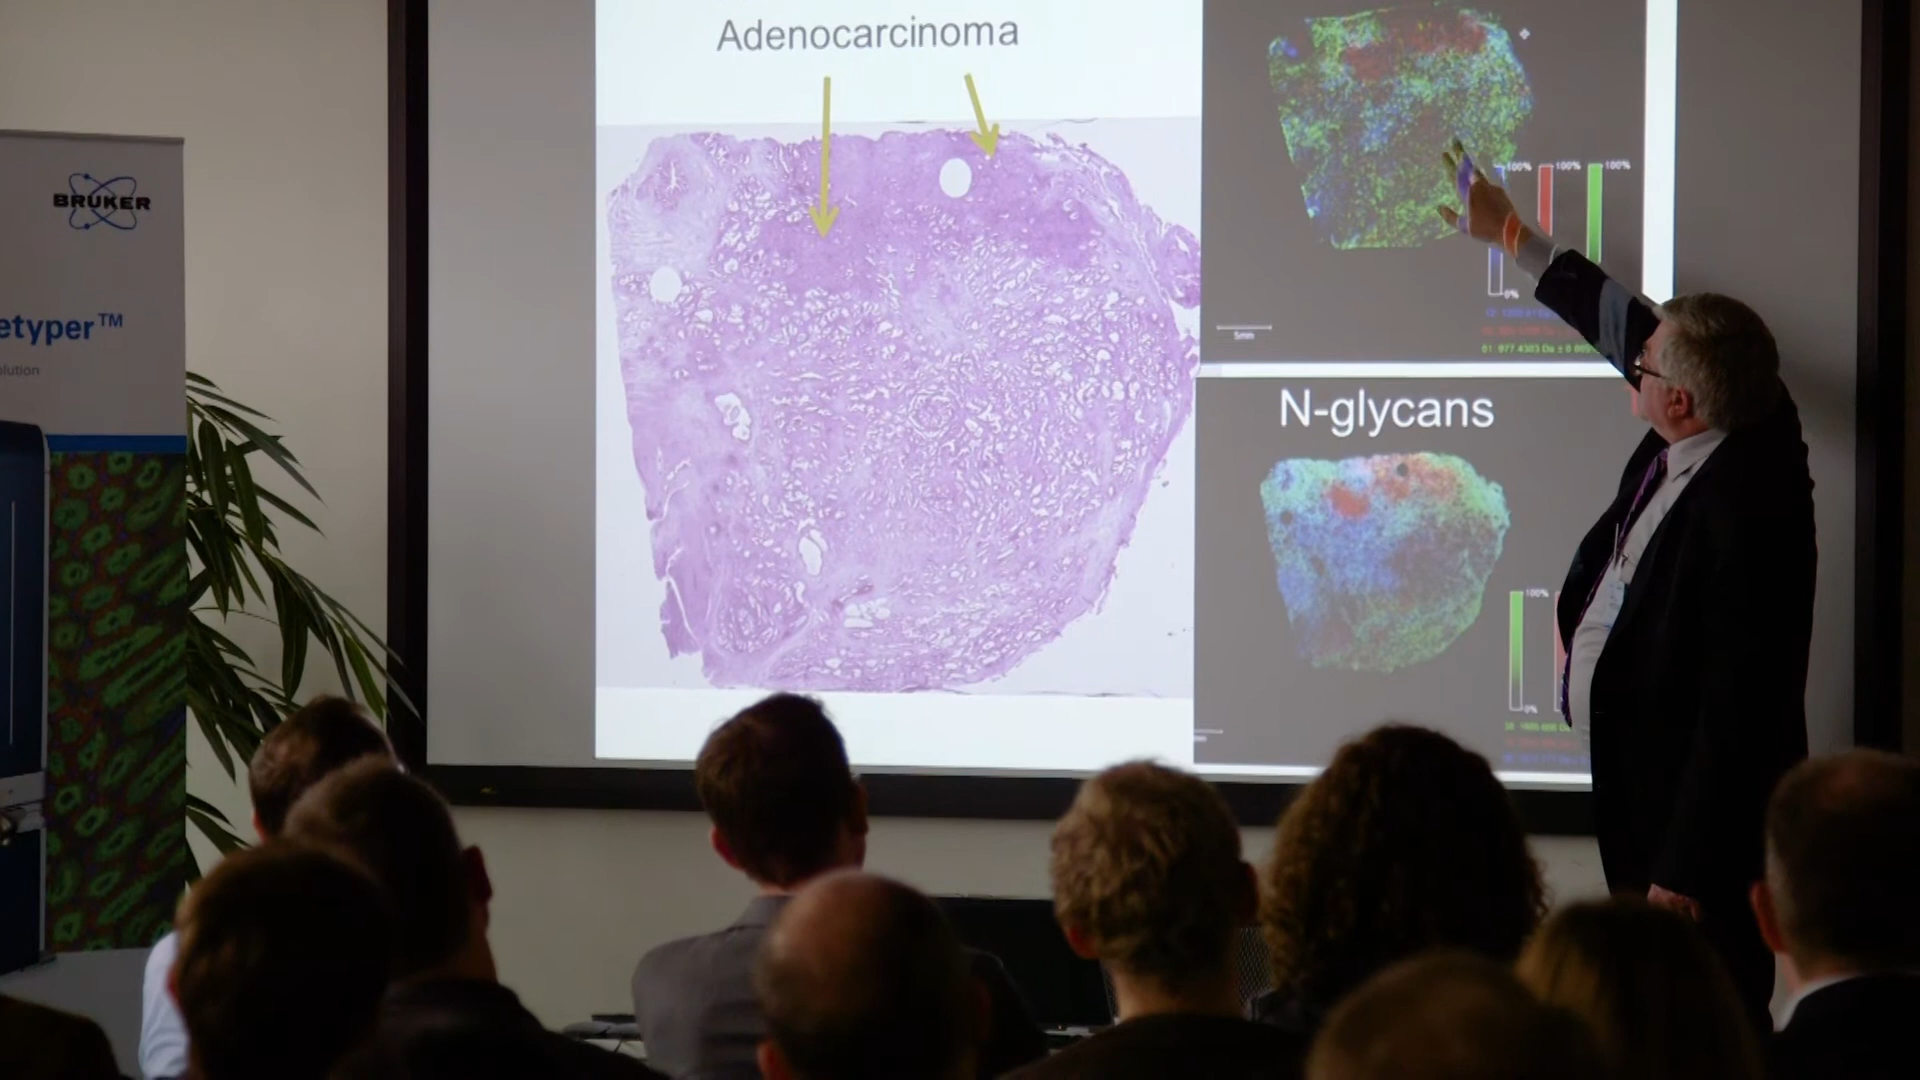 BRUKER
etyper™
olution
Adenocarcinoma
100%
100%
100%
0%
5mm
N-glycans
100%
0%